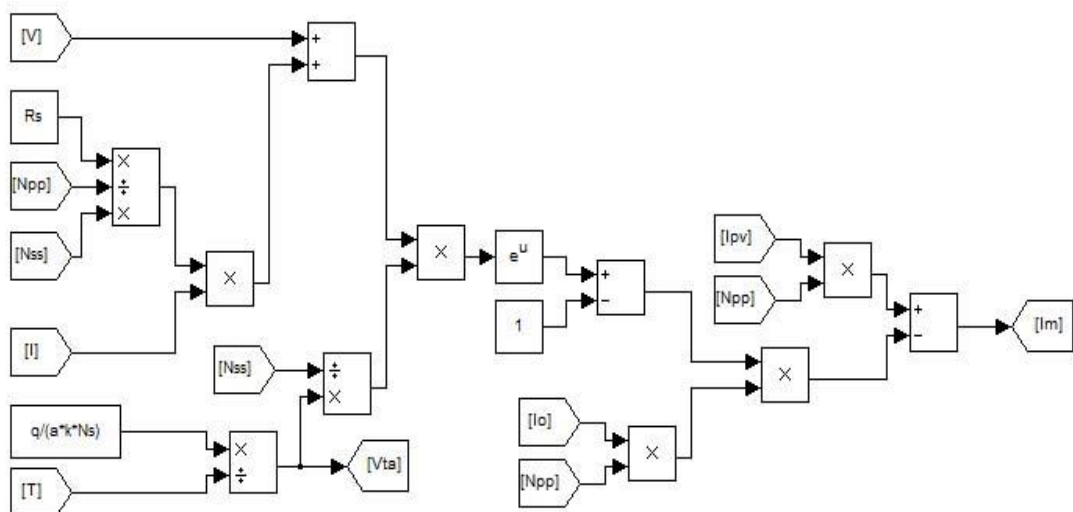 [V]
+
+
Rs
×
[Npp]
÷
×
[Nss]
×
[I]
×
e^u
+
−
1
[Ipv]
×
[Npp]
+
−
[Im]
[Nss]
÷
×
×
q/(a*k*Ns)
×
÷
[T]
[Vta]
[Io]
×
[Npp]